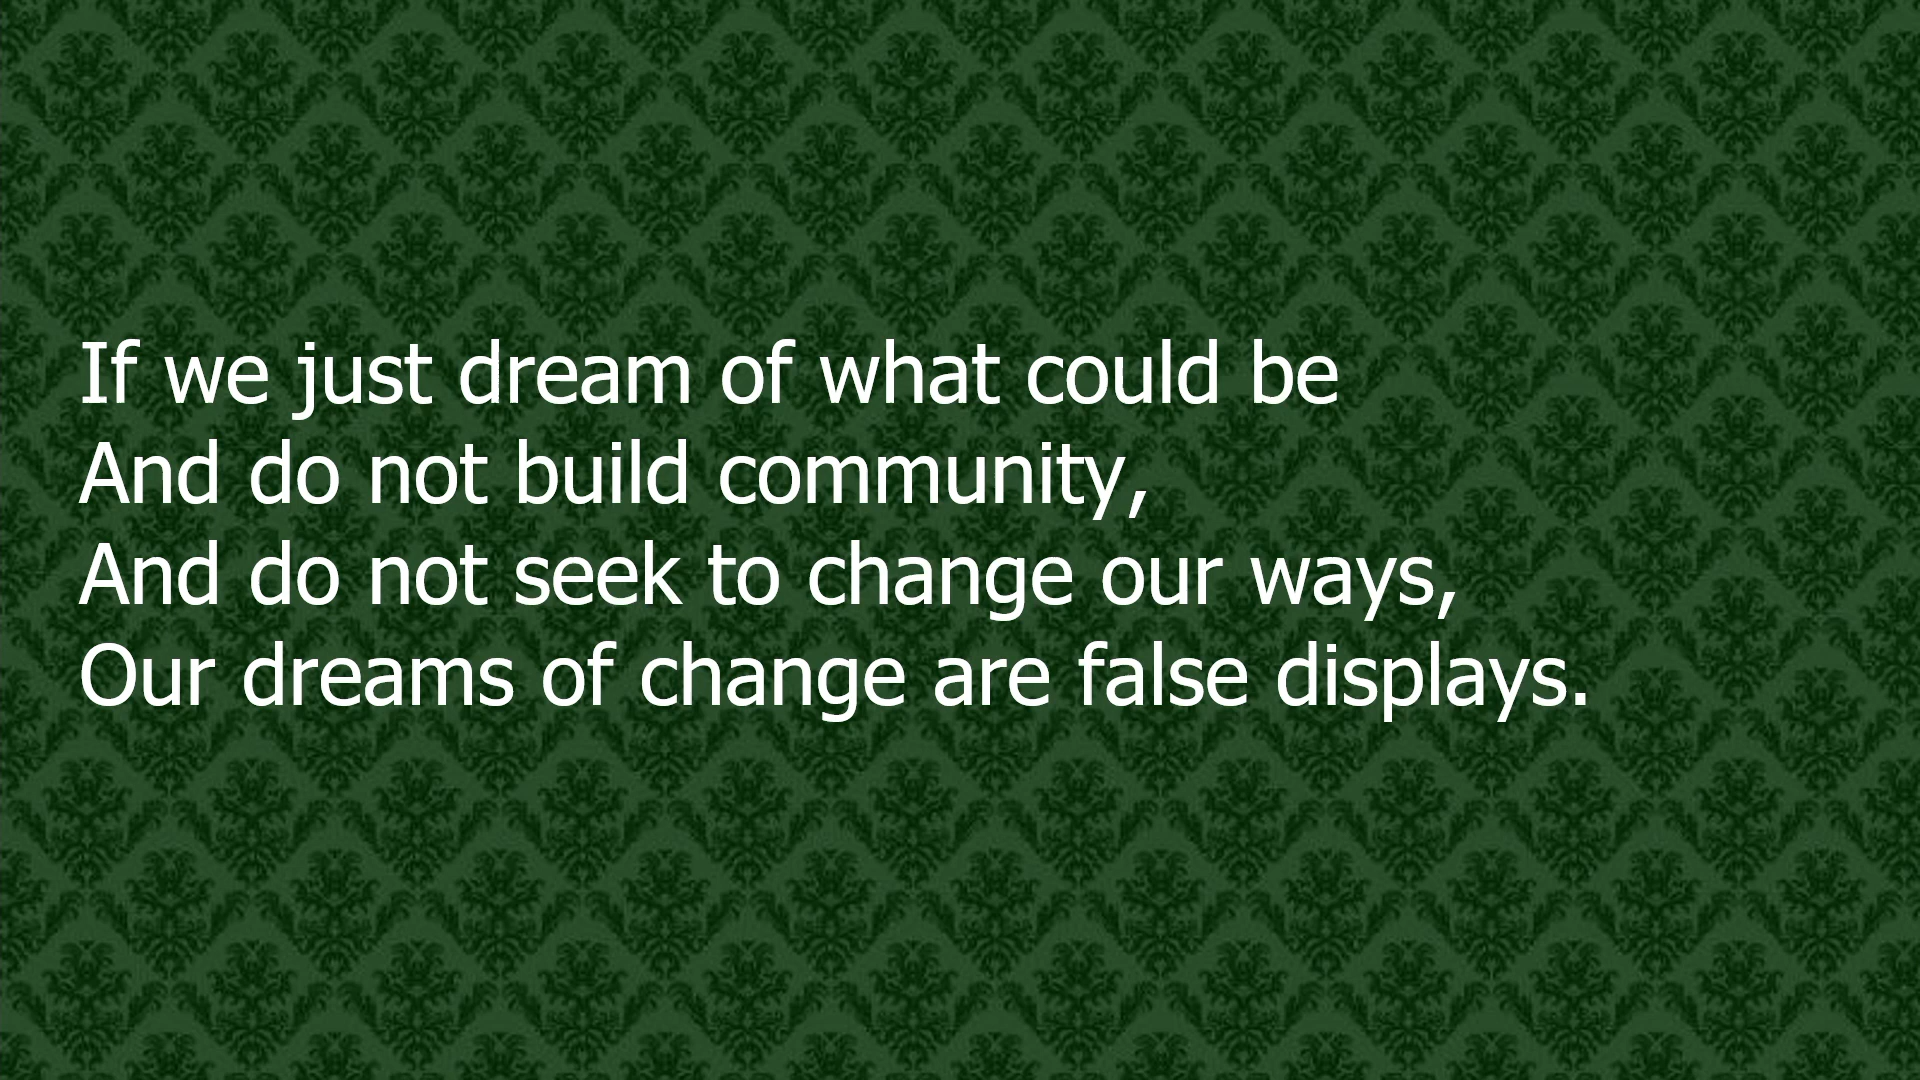 If we just dream of what could be
And do not build community,
And do not seek to change our ways,
Our dreams of change are false displays.